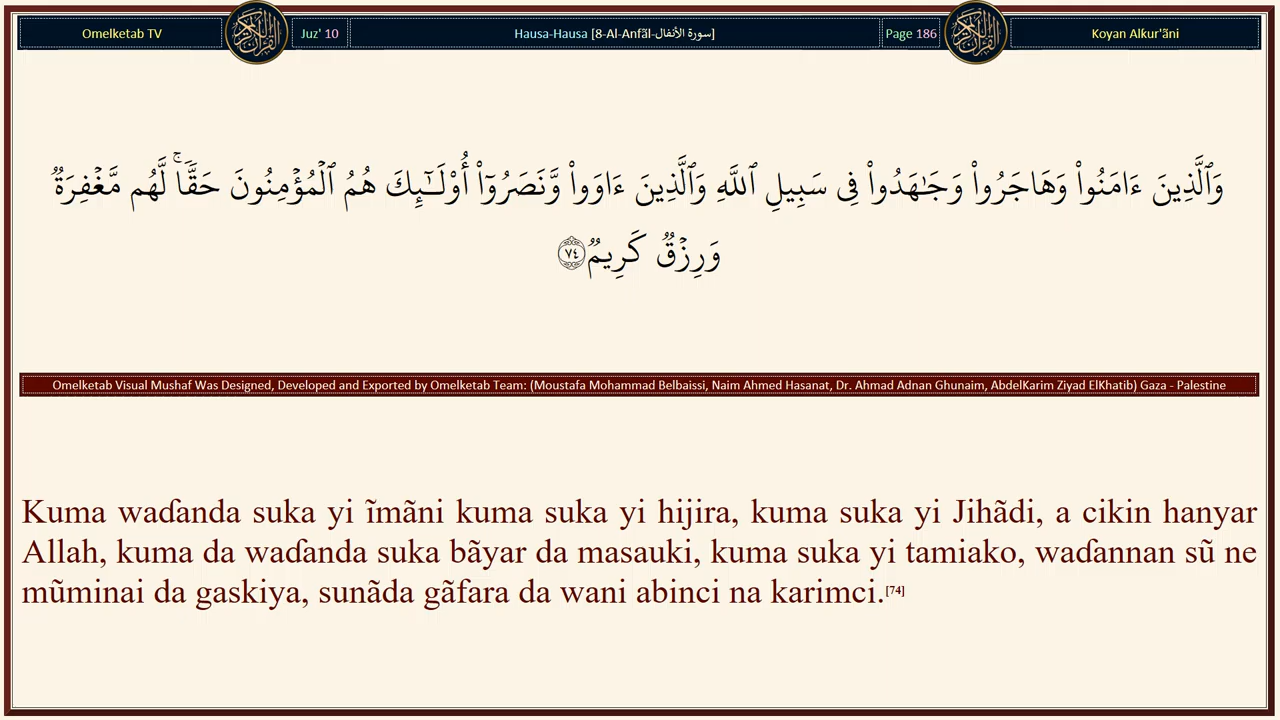 Omelketab TV
Juz' 10
Hausa-Hausa [8-Al-Anfãl-سورة الأنفال]
Page 186
Koyan Alƙur'ãni
وَٱلَّذِينَ ءَامَنُوا۟ وَهَاجَرُوا۟ وَجَـٰهَدُوا۟ فِى سَبِيلِ ٱللَّهِ وَٱلَّذِينَ ءَاوَوا۟ وَّنَصَرُوٓا۟ أُو۟لَـٰٓئِكَ هُمُ ٱلْمُؤْمِنُونَ حَقًّۭا ۚ لَّهُم مَّغْفِرَةٌۭ
وَرِزْقٌۭ كَرِيمٌۭ ٧٤
Omelketab Visual Mushaf Was Designed, Developed and Exported by Omelketab Team: (Moustafa Mohammad Belbaissi, Naim Ahmed Hasanat, Dr. Ahmad Adnan Ghunaim, AbdelKarim Ziyad ElKhatib) Gaza - Palestine
Kuma waɗanda suka yi ĩmãni kuma suka yi hijira, kuma suka yi Jihãdi, a cikin hanyar
Allah, kuma da waɗanda suka bãyar da masauki, kuma suka yi tamiako, waɗannan sũ ne
mũminai da gaskiya, sunãda gãfara da wani abinci na karimci.[74]